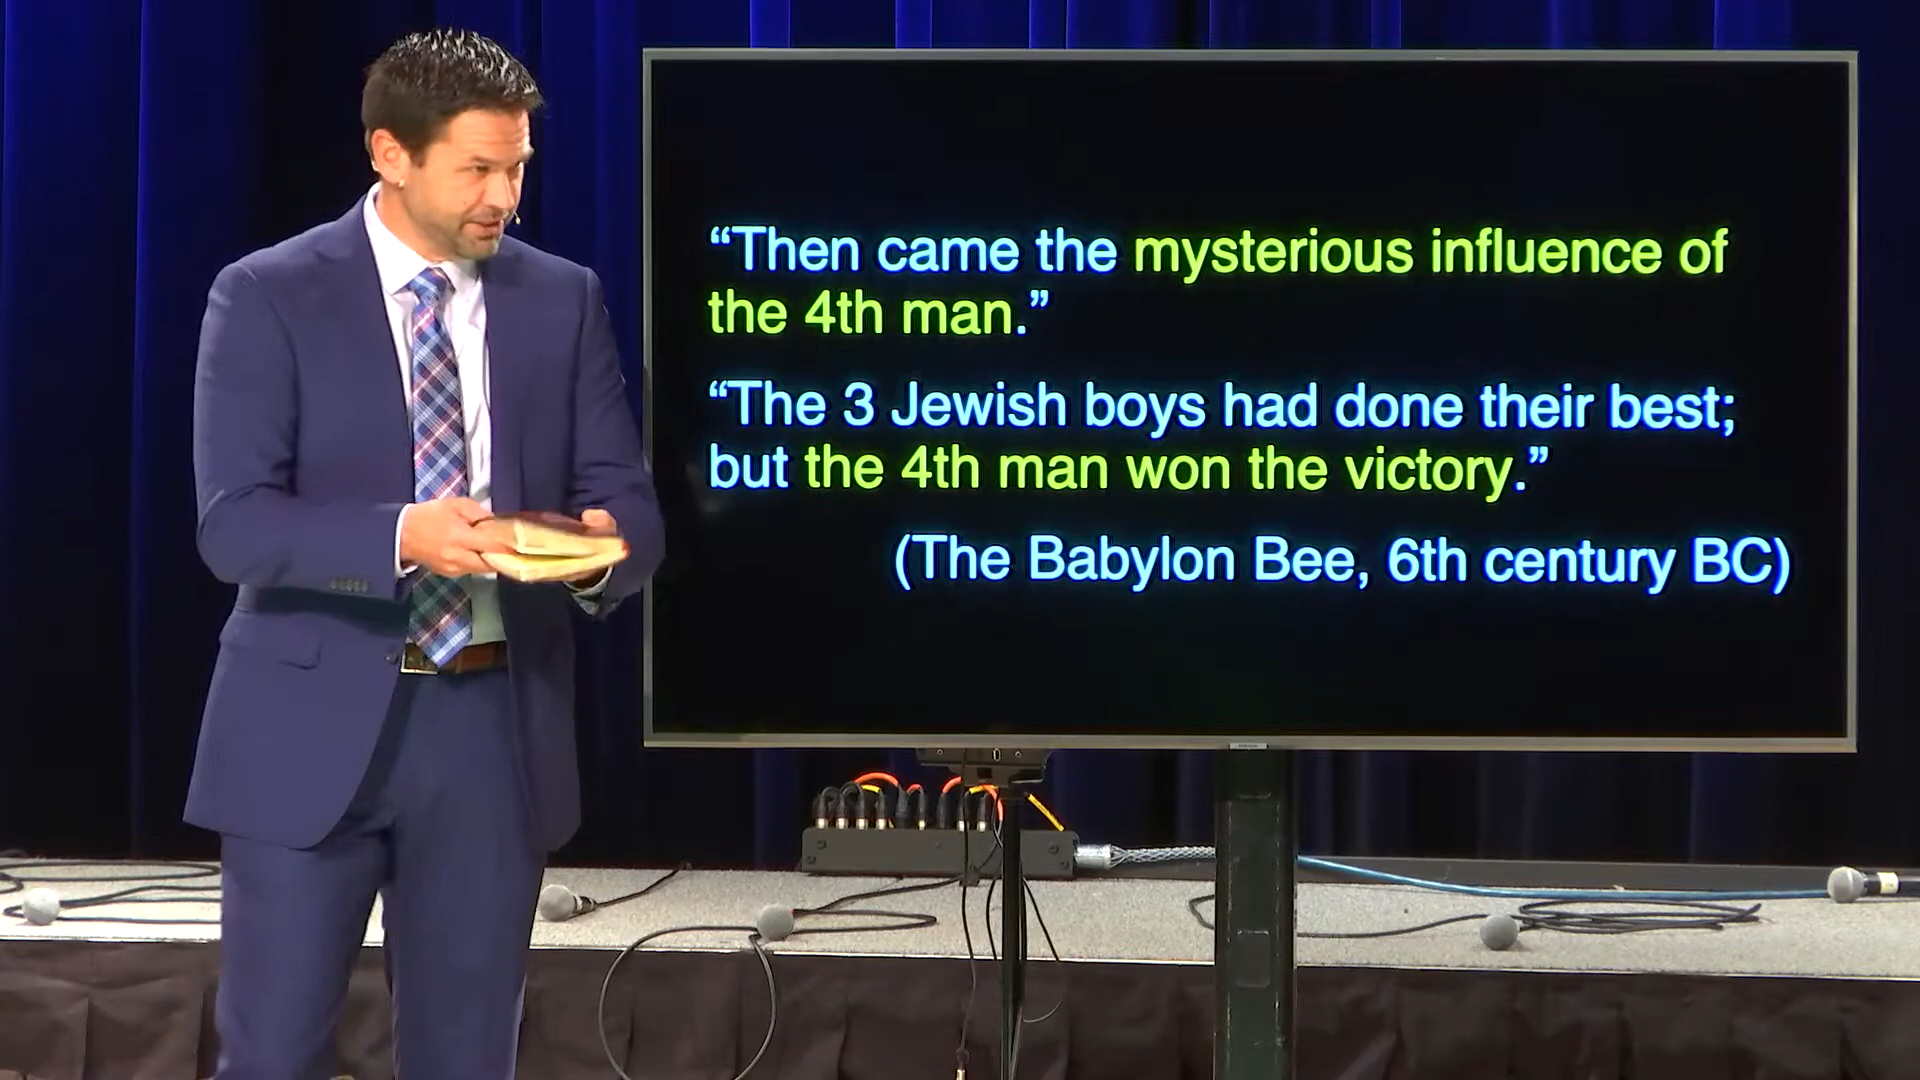 “Then came the mysterious influence of
the 4th man.”
“The 3 Jewish boys had done their best;
but the 4th man won the victory.”
(The Babylon Bee, 6th century BC)